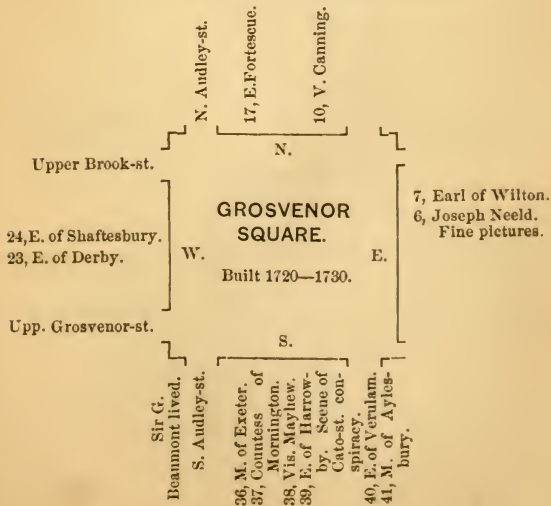 N. Audley-st.
17, E. Fortescue.
10, V. Canning.
N.
Upper Brook-st.
7, Earl of Wilton.
6, Joseph Neeld.
Fine pictures.
GROSVENOR
SQUARE.
24, E. of Shaftesbury.
23, E. of Derby.
W.
E.
Built 1720—1730.
Upp. Grosvenor-st.
S.
Sir G.
Beaumont lived.
S. Audley-st.
36, M. of Exeter.
37, Countess of
Mornington.
38, Vis. Mayhew.
39, E. of Harrow-
by. Scene of
Cato-st. con-
spiracy.
40, E. of Verulam.
41, M. of Ayles-
bury.